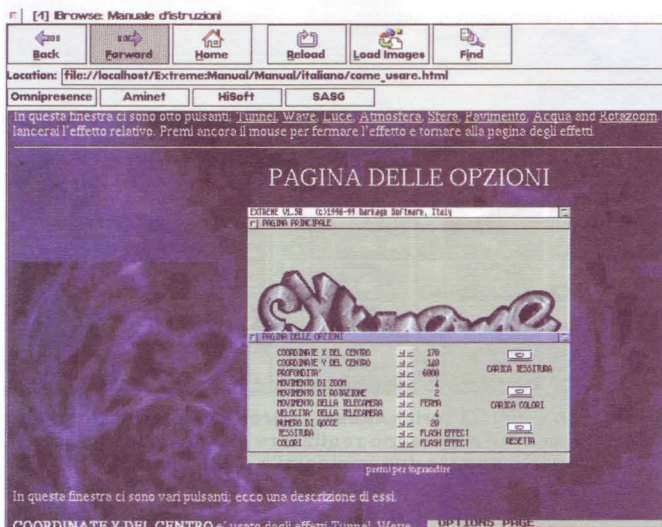 [1] IBrowse: Manuale d'istruzioni
Back Forward Home Reload Load Images Find
Location: file://localhost/Extreme:Manual/Manual/italiano/come_usare.html
Omnipresence Aminet HiSoft SASG
In questa finestra ci sono otto pulsanti; Tunnel, Wave, Luce, Atmosfera, Sfera, Pavimento, Acqua and Rotazoom.
lancerai l'effetto relativo. Premi ancora il mouse per fermare l'effetto e tornare alla pagina degli effetti.
PAGINA DELLE OPZIONI
EXTREME V1.50 (c)1998-99 Darkage Software, Italy
PAGINA PRINCIPALE
eXtreme
PAGINA DELLE OPZIONI
COORDINATE X DEL CENTRO 170
COORDINATE Y DEL CENTRO 140
PROFONDITA' 6000
MOVIMENTO DI ZOOM 4
MOVIMENTO DI ROTAZIONE 2
MOVIMENTO DELLA TELECAMERA FERMA
VELOCITA' DELLA TELECAMERA 4
NUMERO DI GOCCE 20
TESSITURA FLASH EFFECT
COLORI FLASH EFFECT
CARICA TESSITURA
CARICA COLORI
RESETTA
premi per ingrandire
In questa finestra ci sono vari pulsanti; ecco una descrizione di essi.
COORDINATE X DEL CENTRO e' usato dagli effetti Tunnel, Wave
OPTIONS PAGE